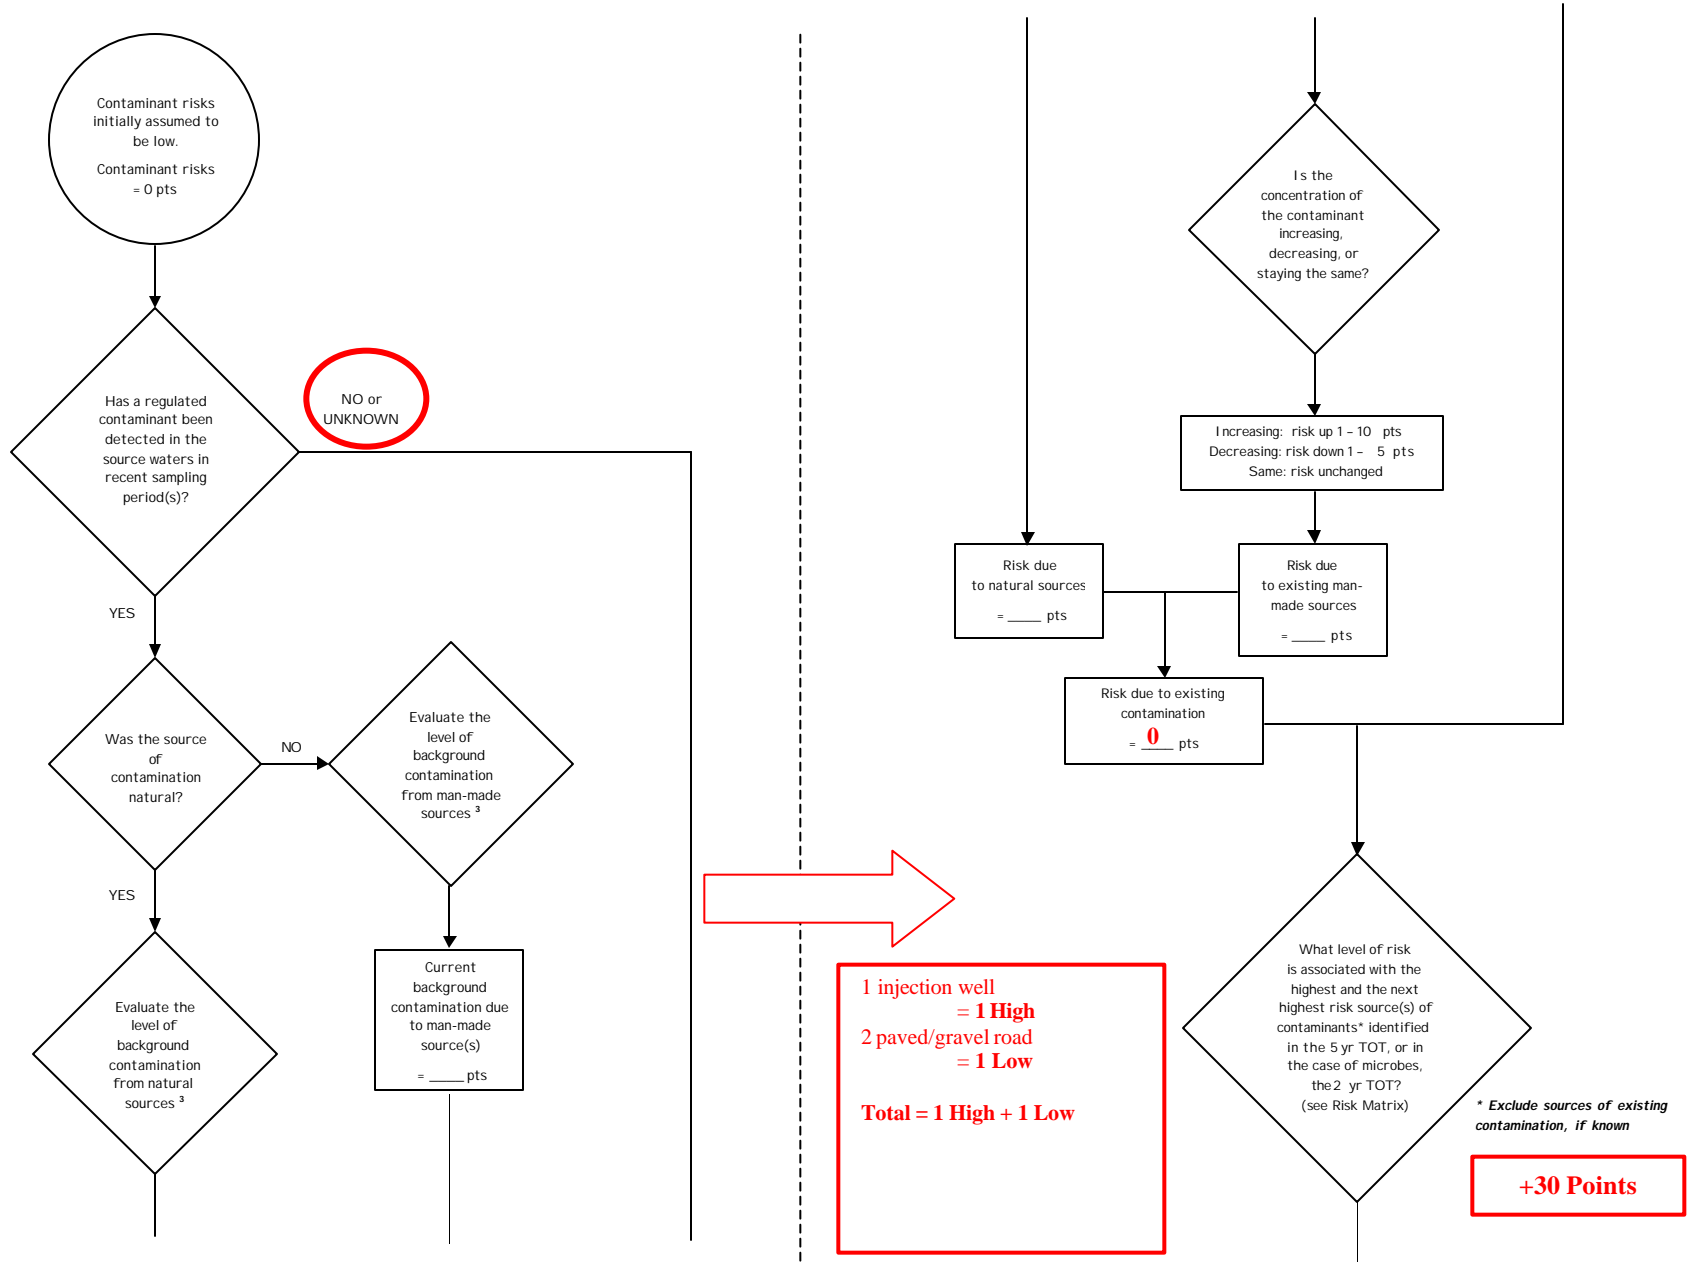 Contaminant risks
initially assumed to
be low.
Contaminant risks
= 0 pts
Has a regulated
contaminant been
detected in the
source waters in
recent sampling
period(s)?
NO or
UNKNOWN
YES
Was the source
of
contamination
natural?
NO
Evaluate the
level of
background
contamination
from man-made
sources 3
YES
Evaluate the
level of
background
contamination
from natural
sources 3
Current
background
contamination due
to man-made
source(s)
= _____ pts
Is the
concentration of
the contaminant
increasing,
decreasing, or
staying the same?
Increasing: risk up 1 – 10 pts
Decreasing: risk down 1 – 5 pts
Same: risk unchanged
Risk due
to natural sources
= _____ pts
Risk due
to existing man-
made sources
= _____ pts
Risk due to existing
contamination
= 0 pts
1 injection well
= 1 High
2 paved/gravel road
= 1 Low
Total = 1 High + 1 Low
What level of risk
is associated with the
highest and the next
highest risk source(s) of
contaminants* identified
in the 5 yr TOT, or in
the case of microbes,
the 2 yr TOT?
(see Risk Matrix)
* Exclude sources of existing
contamination, if known
+30 Points